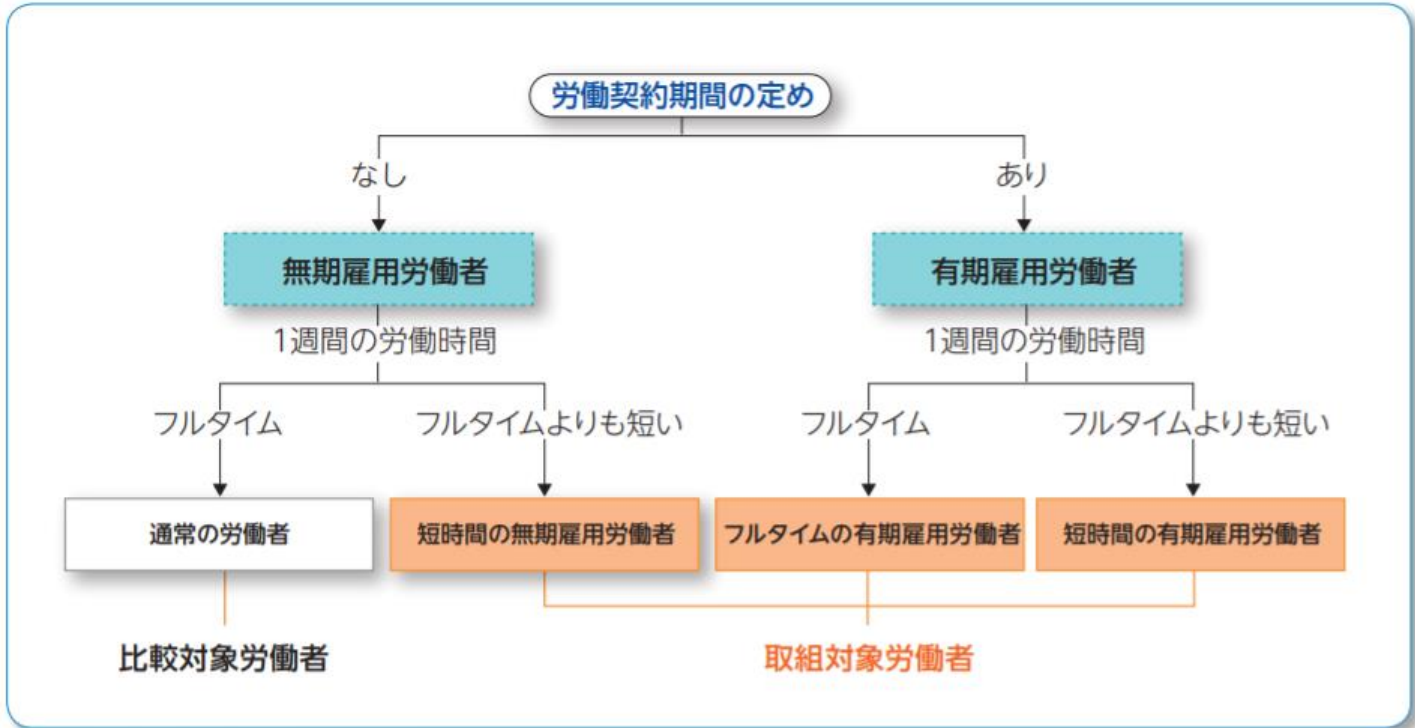 労働契約期間の定め
なし
あり
無期雇用労働者
有期雇用労働者
1週間の労働時間
1週間の労働時間
フルタイム
フルタイムよりも短い
フルタイム
フルタイムよりも短い
通常の労働者
短時間の無期雇用労働者
フルタイムの有期雇用労働者
短時間の有期雇用労働者
比較対象労働者
取組対象労働者